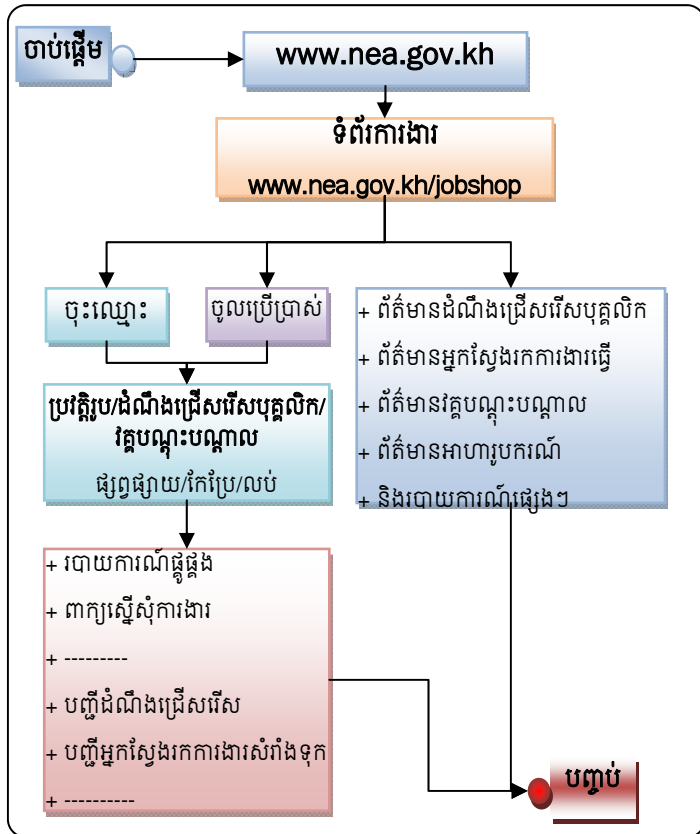 ចាប់ផ្តើម
www.nea.gov.kh
ទំព័រការងារ
www.nea.gov.kh/jobshop
ចុះឈ្មោះ
ចូលប្រើប្រាស់
+ ព័ត៌មានដំណឹងជ្រើសរើសបុគ្គលិក
+ ព័ត៌មានអ្នកស្វែងរកការងារធ្វើ
+ ព័ត៌មានវគ្គបណ្តុះបណ្តាល
+ ព័ត៌មានអាហារូបករណ៍
+ និងរបាយការណ៍ផ្សេងៗ
ប្រវត្តិរូប/ដំណឹងជ្រើសរើសបុគ្គលិក/
វគ្គបណ្តុះបណ្តាល
ផ្សព្វផ្សាយ/កែប្រែ/លប់
+ របាយការណ៍ផ្គូផ្គង
+ ពាក្យស្នើសុំការងារ
+ ---------
+ បញ្ជីដំណឹងជ្រើសរើស
+ បញ្ជីអ្នកស្វែងរកការងារសំរាំងទុក
+ ----------
បញ្ចប់